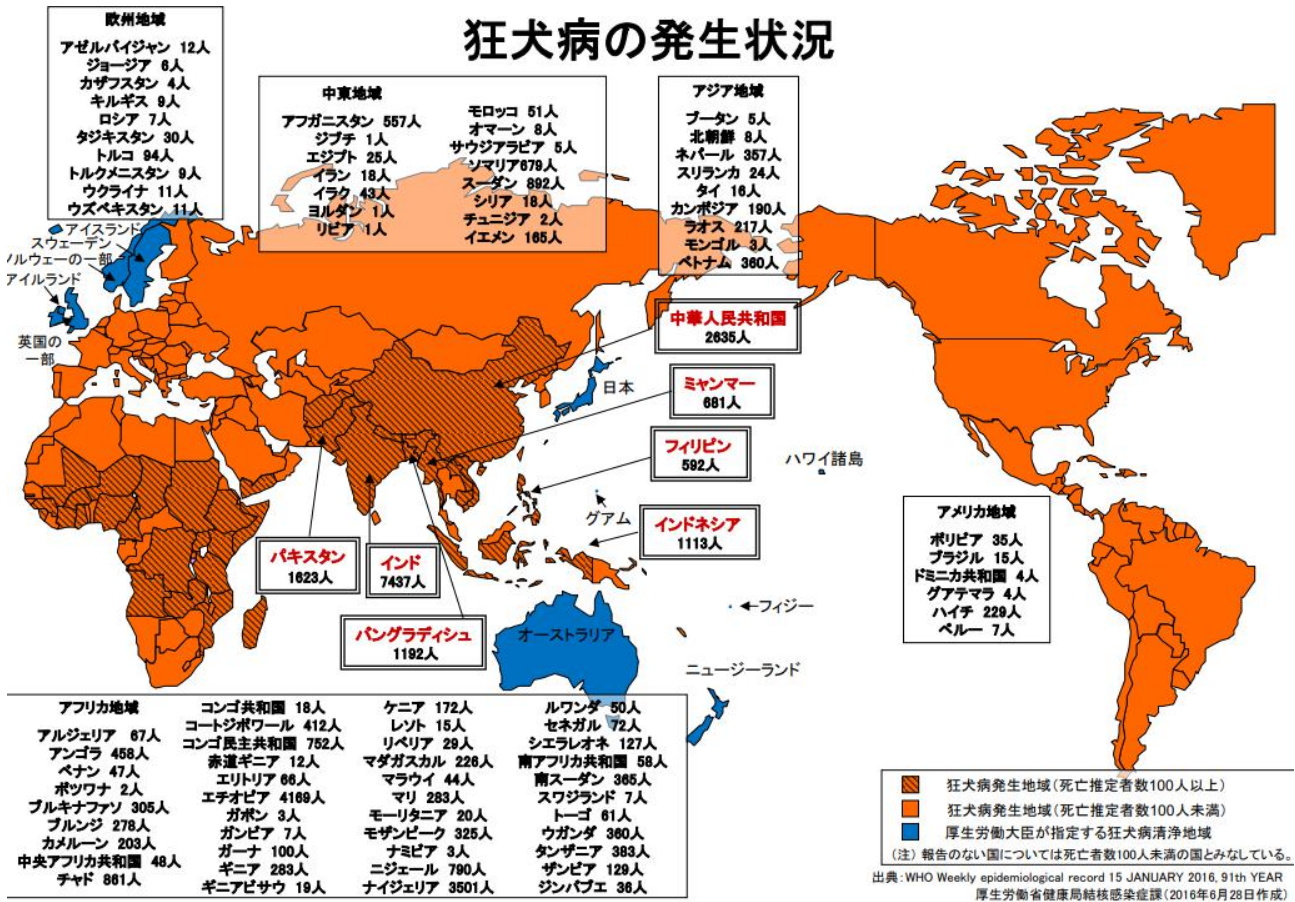 狂犬病の発生状況
欧州地域
アゼルバイジャン 12人
ジョージア 6人
カザフスタン 4人
キルギス 9人
ロシア 7人
タジキスタン 30人
トルコ 94人
トルクメニスタン 9人
ウクライナ 11人
ウズベキスタン 11人
中東地域
アフガニスタン 557人
ジブチ 1人
エジプト 25人
イラン 18人
イラク 43人
ヨルダン 1人
リビア 1人
モロッコ 51人
オマーン 8人
サウジアラビア 5人
ソマリア679人
スーダン 892人
シリア 18人
チュニジア 2人
イエメン 165人
アジア地域
ブータン 5人
北朝鮮 8人
ネパール 357人
スリランカ 24人
タイ 16人
カンボジア 190人
ラオス 217人
モンゴル 3人
ベトナム 360人
アイスランド
スウェーデン
ノルウェーの一部
アイルランド
英国の
一部
中華人民共和国
2635人
日本
ミャンマー
681人
フィリピン
592人
ハワイ諸島
グアム
インドネシア
1113人
パキスタン
1623人
インド
7437人
バングラディシュ
1192人
フィジー
オーストラリア
ニュージーランド
アメリカ地域
ボリビア 35人
ブラジル 15人
ドミニカ共和国 4人
グアテマラ 4人
ハイチ 229人
ペルー 7人
アフリカ地域
アルジェリア 67人
アンゴラ 458人
ベナン 47人
ボツワナ 2人
ブルキナファソ 305人
ブルンジ 278人
カメルーン 203人
中央アフリカ共和国 48人
チャド 861人
コンゴ共和国 18人
コートジボワール 412人
コンゴ民主共和国 752人
赤道ギニア 12人
エリトリア 66人
エチオピア 4169人
ガボン 3人
ガンビア 7人
ガーナ 100人
ギニア 283人
ギニアビサウ 19人
ケニア 172人
レソト 15人
リベリア 29人
マダガスカル 226人
マラウイ 44人
マリ 283人
モーリタニア 20人
モザンビーク 325人
ナミビア 3人
ニジェール 790人
ナイジェリア 3501人
ルワンダ 50人
セネガル 72人
シエラレオネ 127人
南アフリカ共和国 58人
南スーダン 365人
スワジランド 7人
トーゴ 61人
ウガンダ 360人
タンザニア 383人
ザンビア 129人
ジンバブエ 36人
狂犬病発生地域(死亡推定者数100人以上)
狂犬病発生地域(死亡推定者数100人未満)
厚生労働大臣が指定する狂犬病清浄地域
(注) 報告のない国については死亡者数100人未満の国とみなしている。
出典:WHO Weekly epidemiological record 15 JANUARY 2016, 91th YEAR
厚生労働省健康局結核感染症課(2016年6月28日作成)